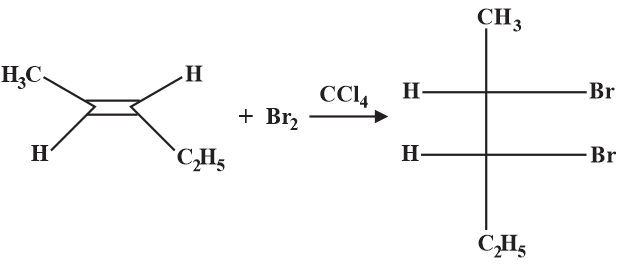 H₃C H
H C₂H₅
+ Br₂
CCl₄
CH₃
H Br
H Br
C₂H₅